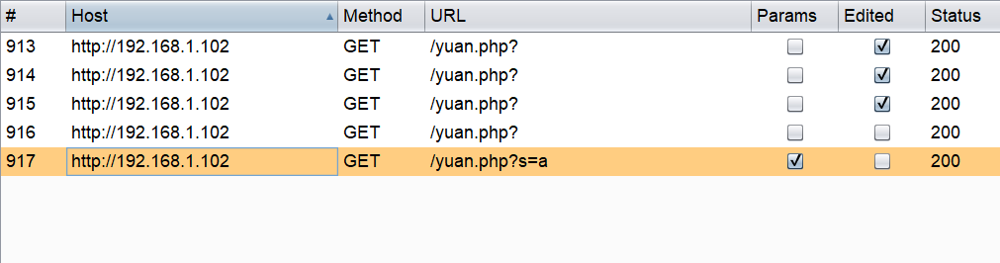 # Host Method URL Params Edited Status
913 http://192.168.1.102 GET /yuan.php? 200
914 http://192.168.1.102 GET /yuan.php? 200
915 http://192.168.1.102 GET /yuan.php? 200
916 http://192.168.1.102 GET /yuan.php? 200
917 http://192.168.1.102 GET /yuan.php?s=a 200